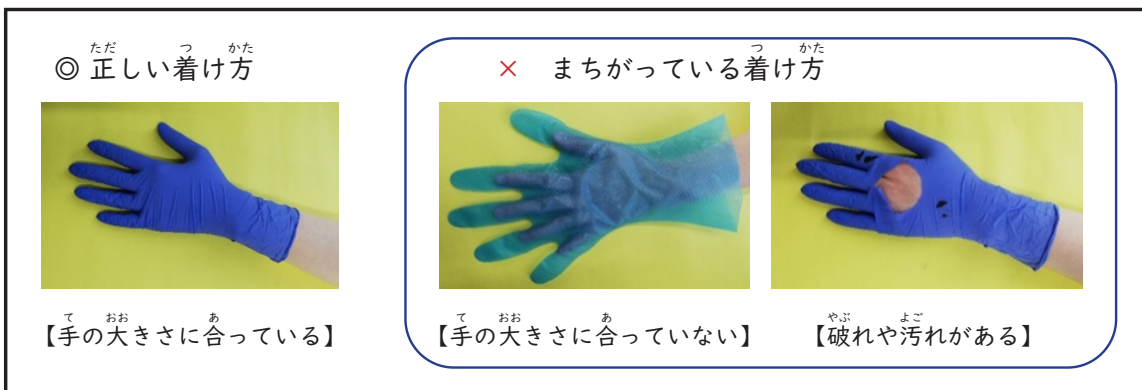 ◎ 正しい着け方
× まちがっている着け方
【手の大きさに合っている】
【手の大きさに合っていない】
【破れや汚れがある】